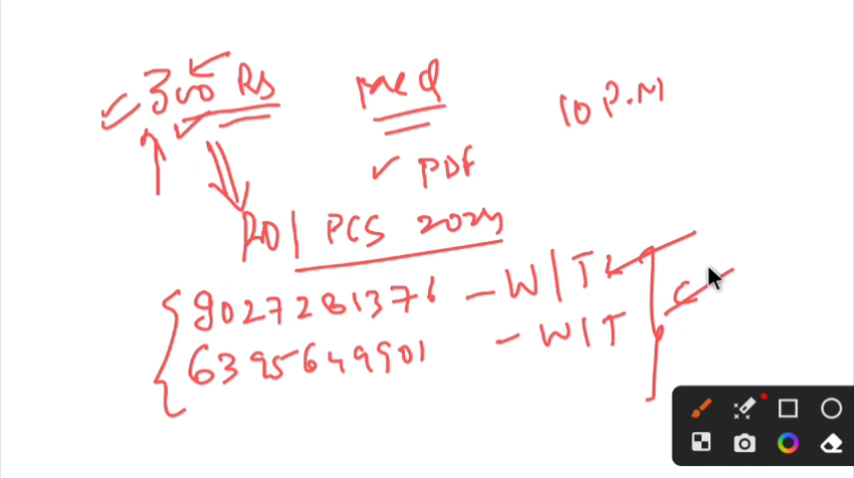 300 Rs MCQ 10 P.M
PDF
RO/ PCS 2024
9027281376 - W/T
6395649901 - W/T C